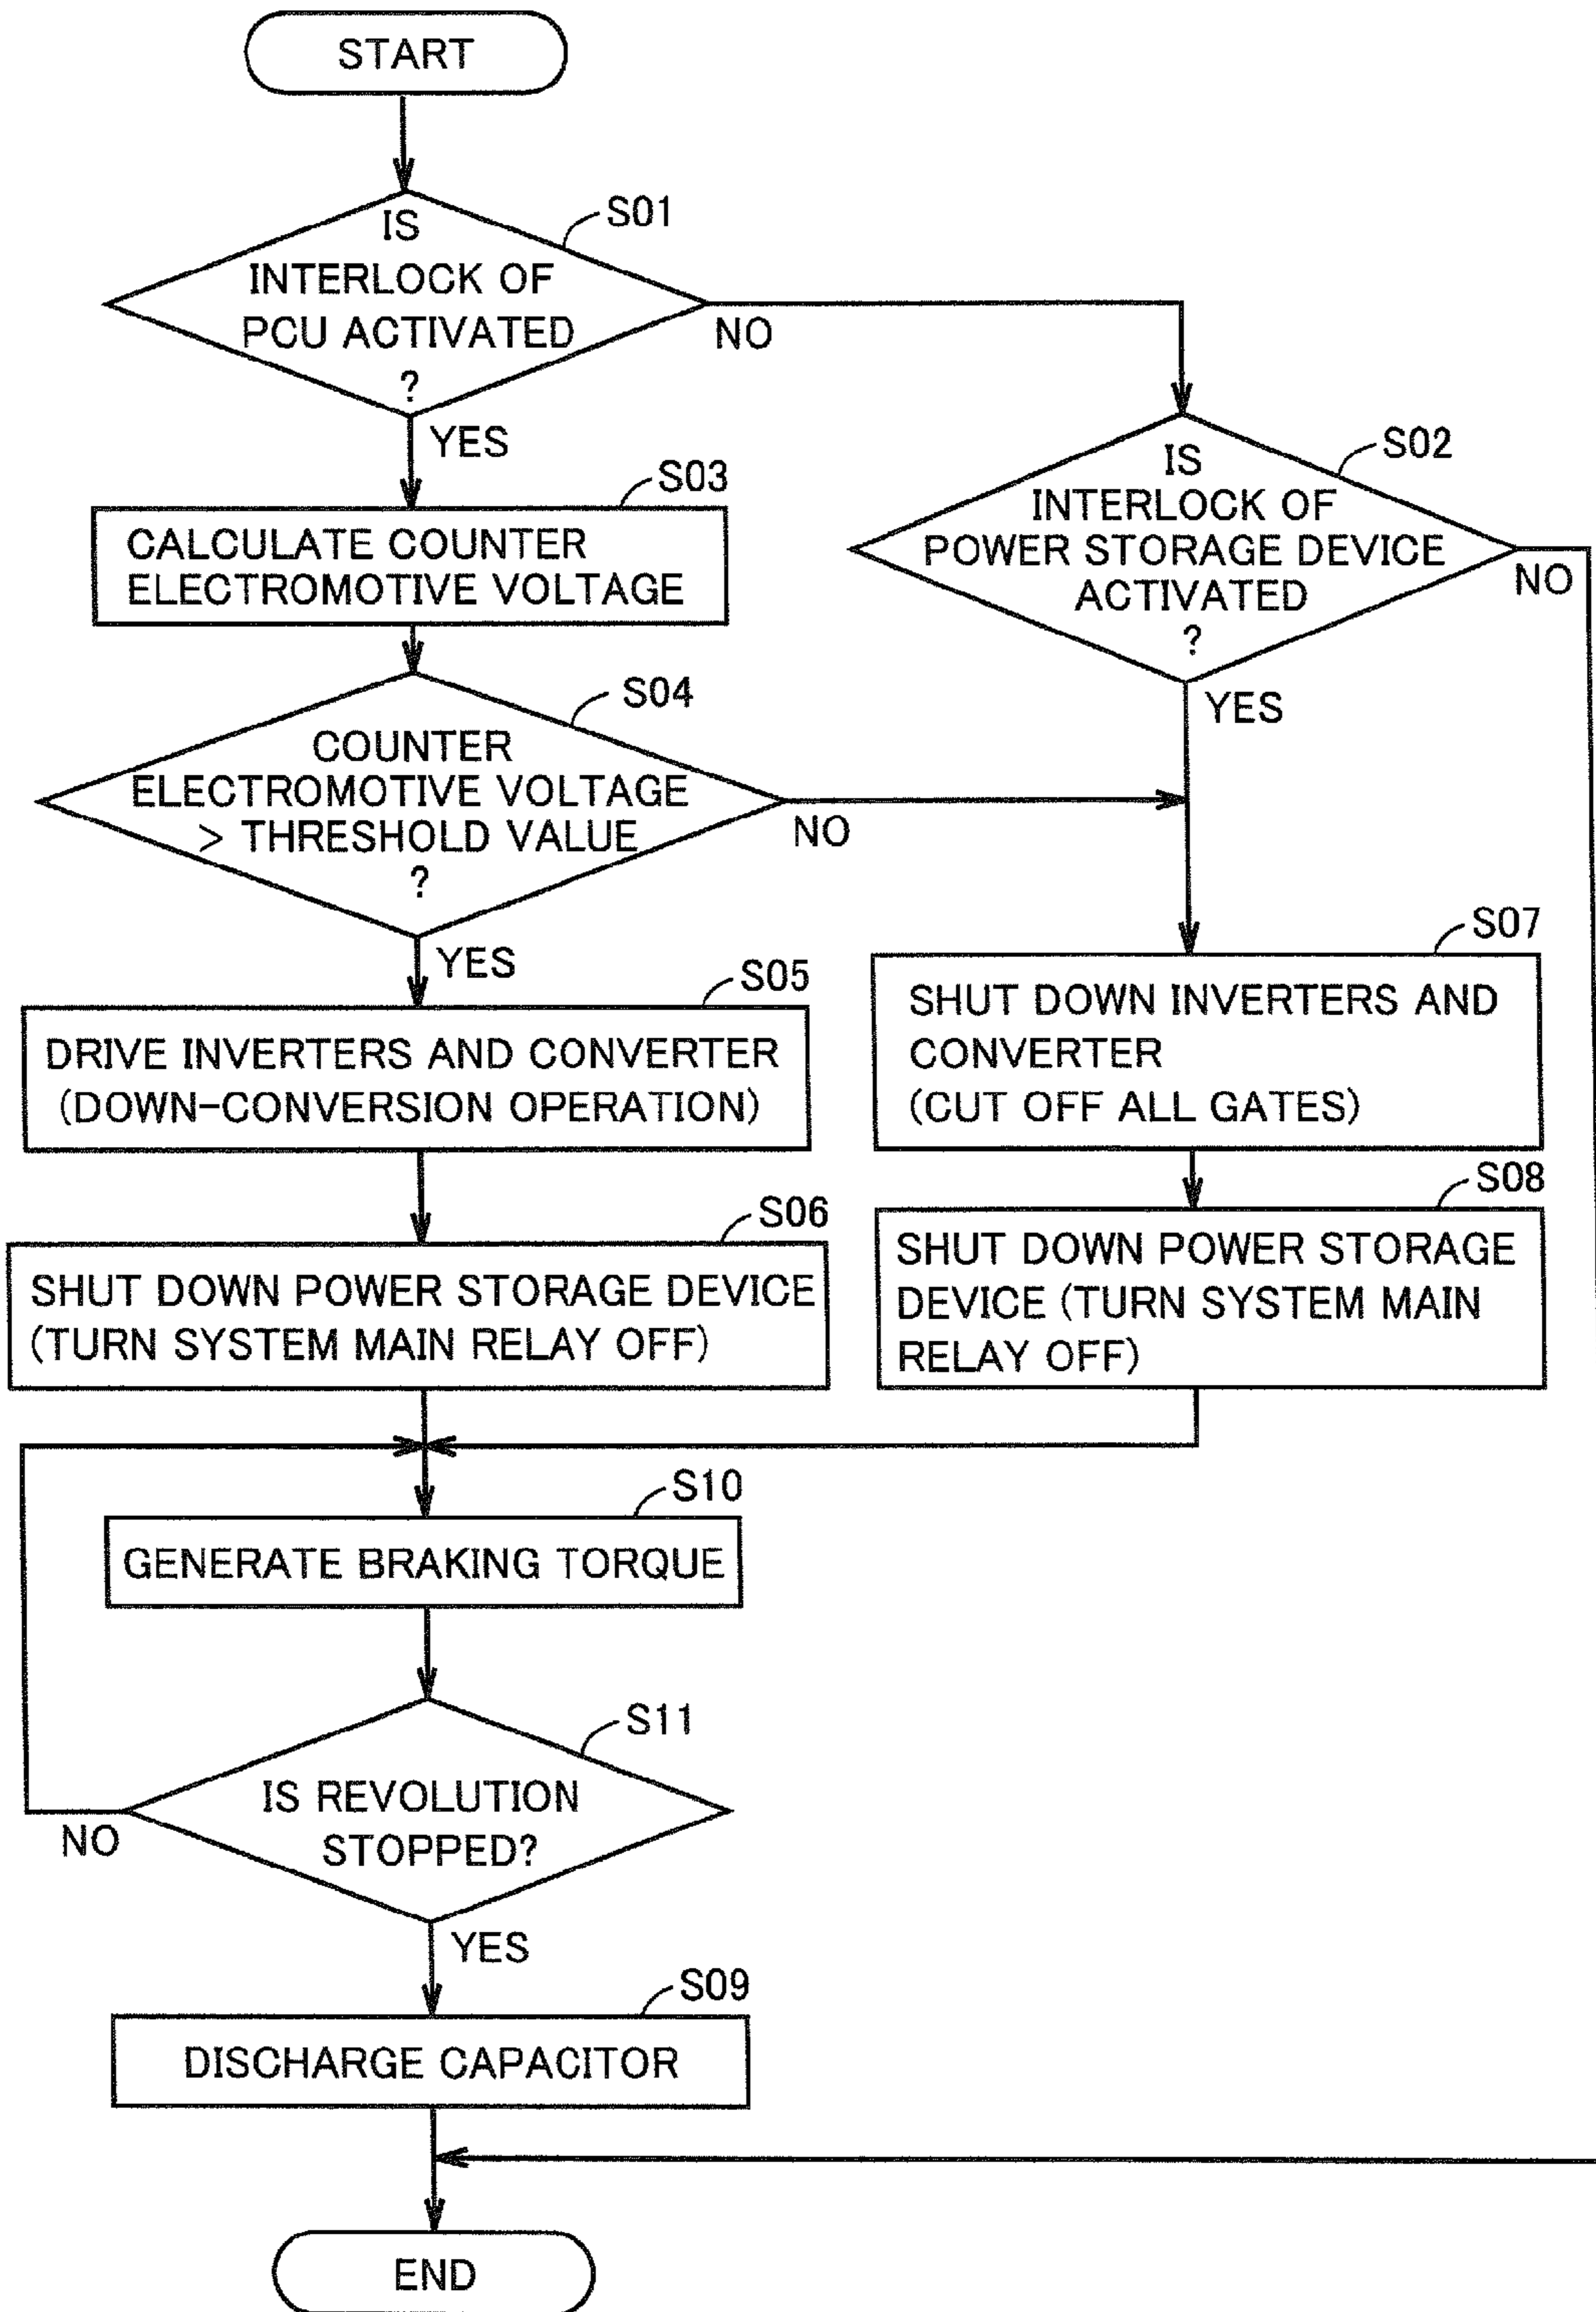 START
IS
INTERLOCK OF
PCU ACTIVATED
?
S01
NO
YES
IS
INTERLOCK OF
POWER STORAGE DEVICE
ACTIVATED
?
S02
NO
YES
S03
CALCULATE COUNTER
ELECTROMOTIVE VOLTAGE
S04
COUNTER
ELECTROMOTIVE VOLTAGE
> THRESHOLD VALUE
?
NO
YES
S05
DRIVE INVERTERS AND CONVERTER
(DOWN-CONVERSION OPERATION)
S07
SHUT DOWN INVERTERS AND
CONVERTER
(CUT OFF ALL GATES)
S06
SHUT DOWN POWER STORAGE DEVICE
(TURN SYSTEM MAIN RELAY OFF)
S08
SHUT DOWN POWER STORAGE
DEVICE (TURN SYSTEM MAIN
RELAY OFF)
S10
GENERATE BRAKING TORQUE
S11
IS REVOLUTION
STOPPED?
NO
YES
S09
DISCHARGE CAPACITOR
END